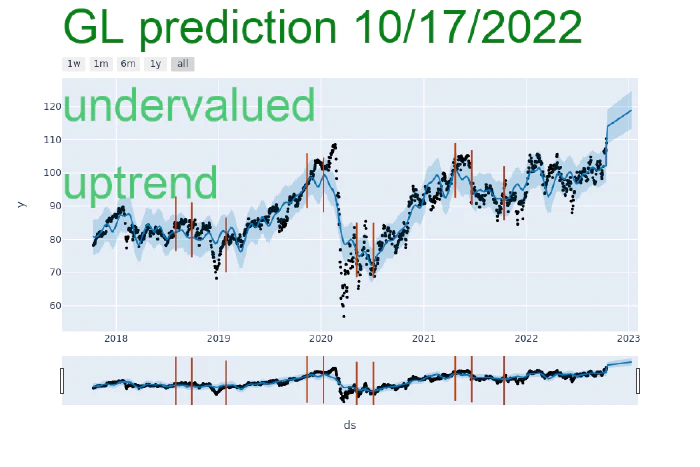 GL prediction 10/17/2022
1w 1m 6m 1y all
undervalued
uptrend
120
110
100
90
80
70
60
y
2018 2019 2020 2021 2022 2023
ds